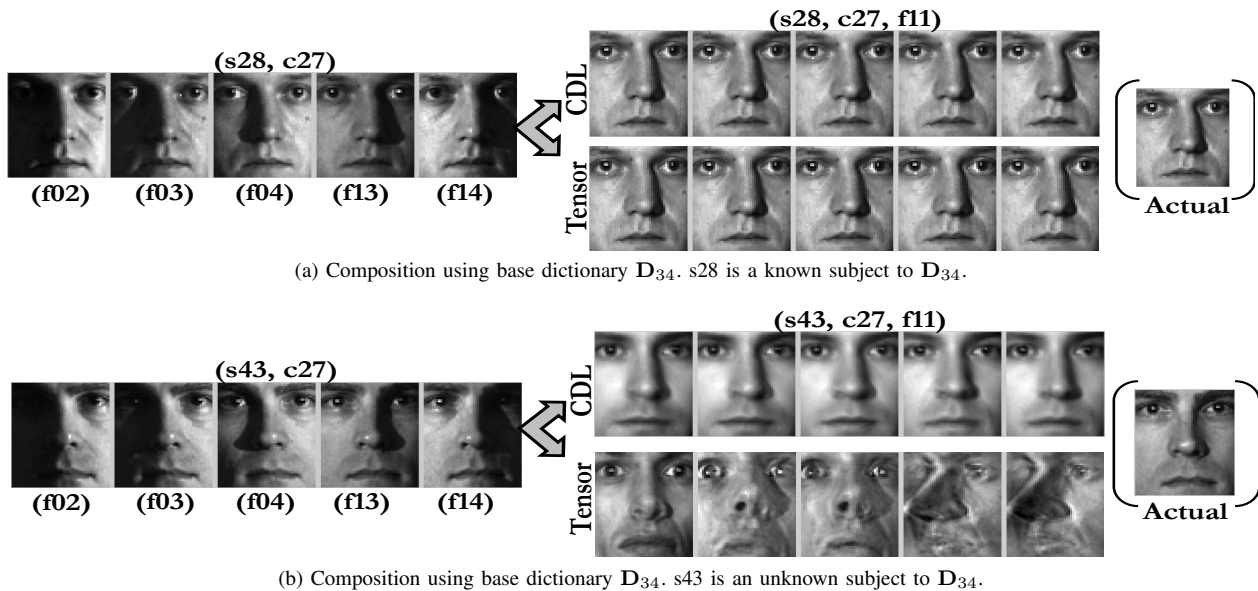 (s28, c27)
(f02) (f03) (f04) (f13) (f14)
(s28, c27, f11)
CDL
Tensor
Actual
(a) Composition using base dictionary D₃₄. s28 is a known subject to D₃₄.
(s43, c27)
(f02) (f03) (f04) (f13) (f14)
(s43, c27, f11)
CDL
Tensor
Actual
(b) Composition using base dictionary D₃₄. s43 is an unknown subject to D₃₄.